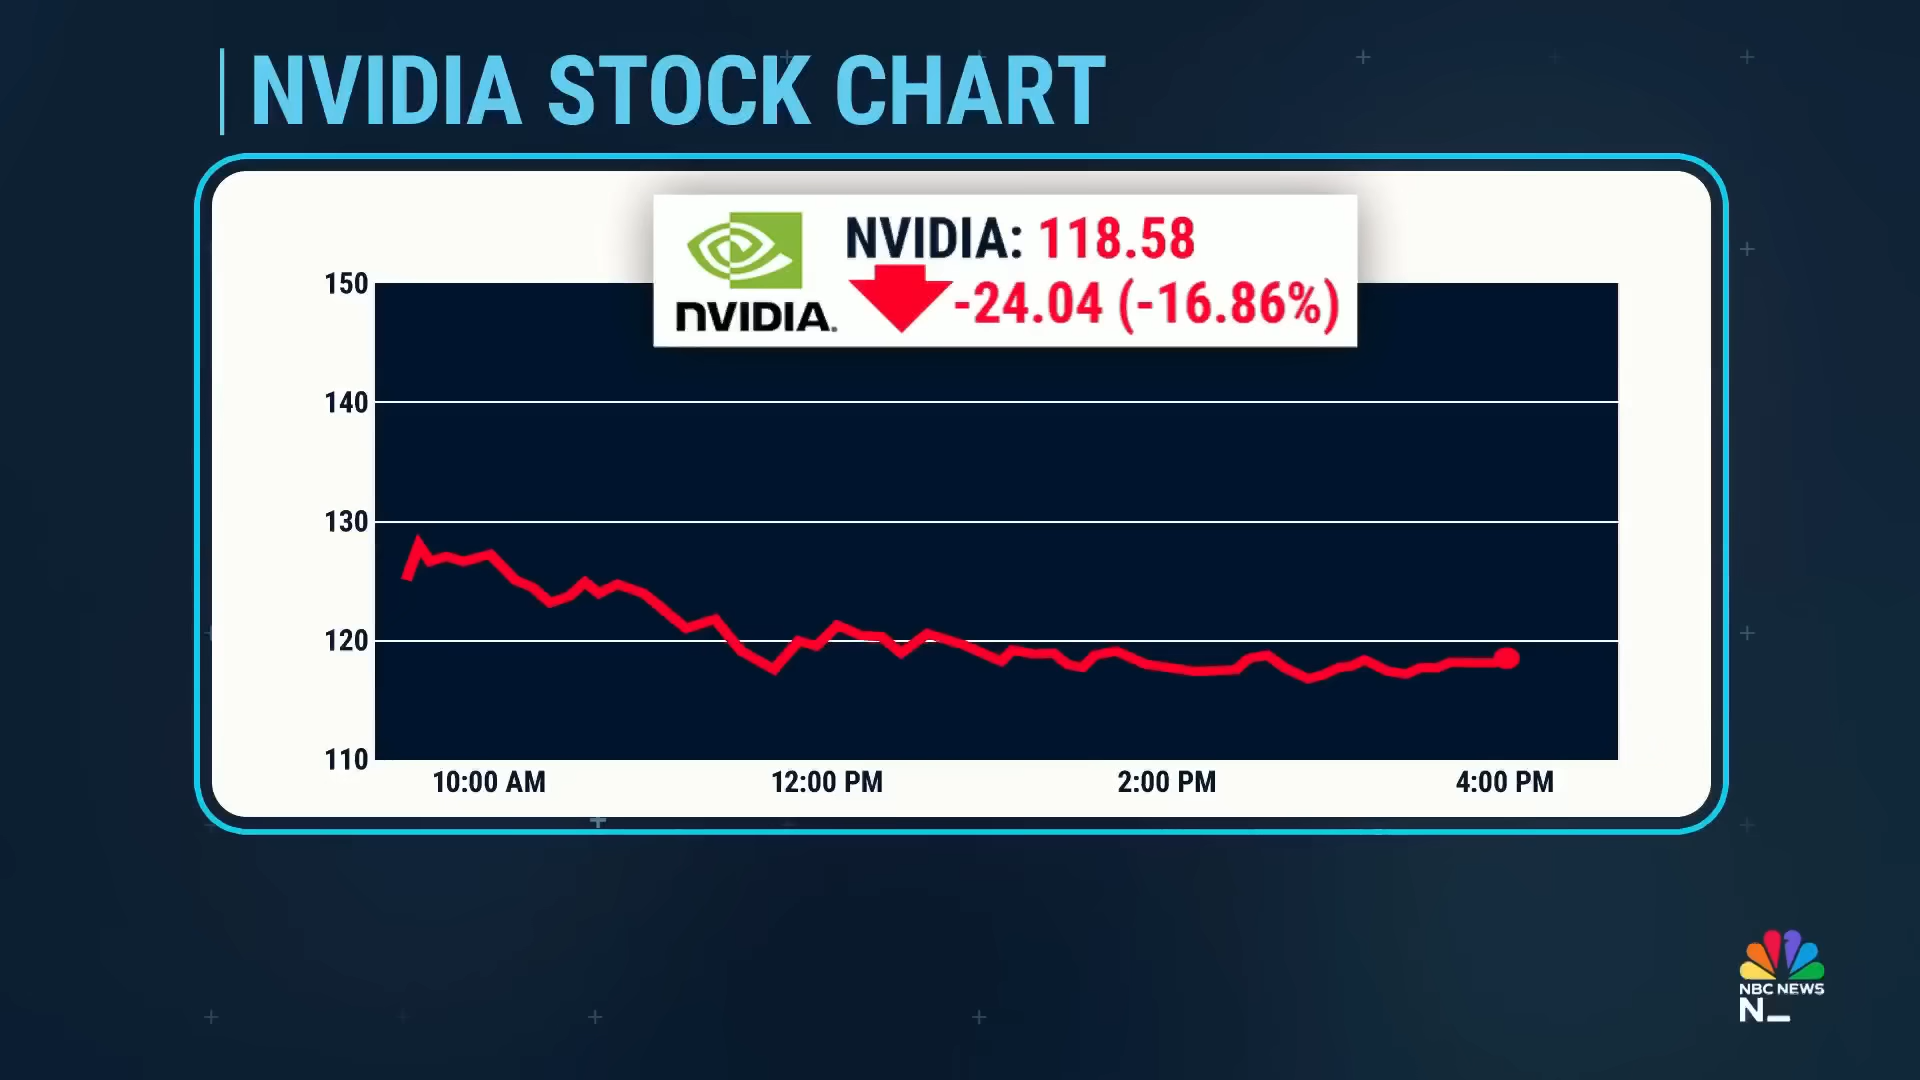 NVIDIA STOCK CHART
NVIDIA: 118.58
-24.04 (-16.86%)
nVIDIA.
150
140
130
120
110
10:00 AM 12:00 PM 2:00 PM 4:00 PM
NBC NEWS
N_